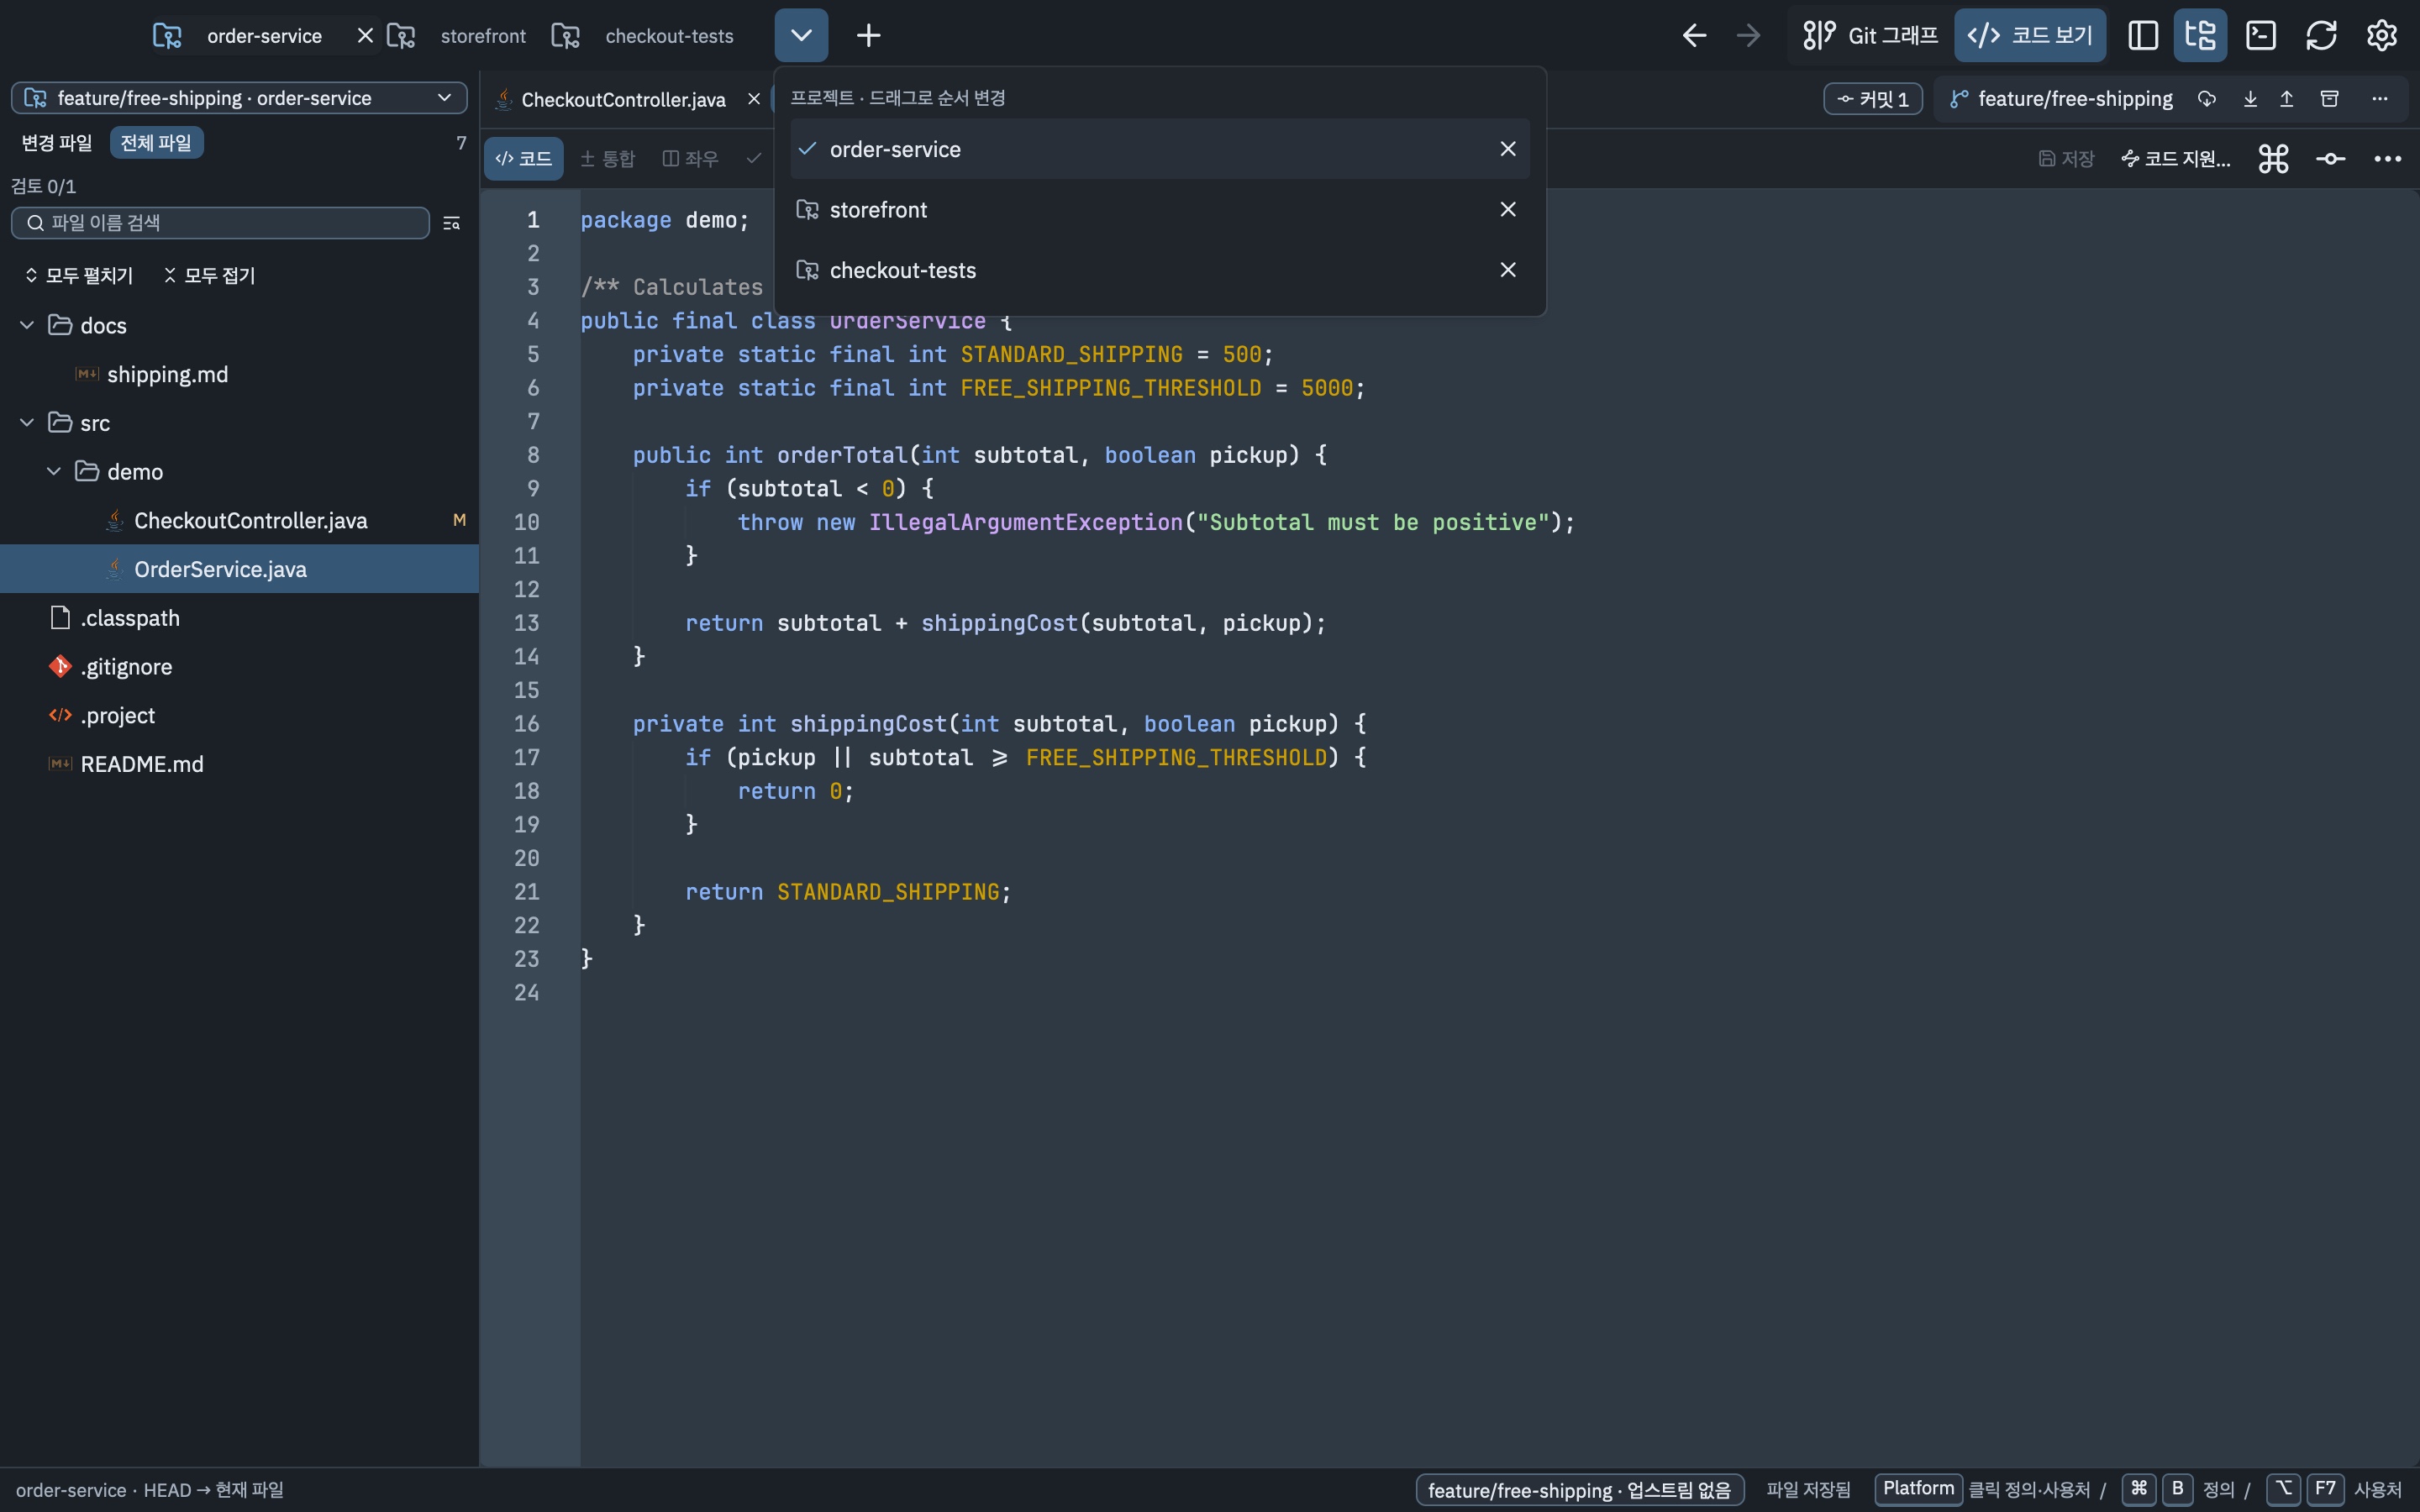 order-service storefront checkout-tests Git 그래프 </> 코드 보기
feature/free-shipping · order-service
CheckoutController.java
프로젝트 · 드래그로 순서 변경
커밋 1 feature/free-shipping
변경 파일 전체 파일 7
코드 통합 좌우
order-service
storefront
checkout-tests
저장 코드 지원...
검토 0/1
파일 이름 검색
모두 펼치기 모두 접기
docs
shipping.md
src
demo
CheckoutController.java M
OrderService.java
.classpath
.gitignore
.project
README.md
1 package demo;
2
3 /** Calculates
4 public final class OrderService {
5 private static final int STANDARD_SHIPPING = 500;
6 private static final int FREE_SHIPPING_THRESHOLD = 5000;
7
8 public int orderTotal(int subtotal, boolean pickup) {
9 if (subtotal < 0) {
10 throw new IllegalArgumentException("Subtotal must be positive");
11 }
12
13 return subtotal + shippingCost(subtotal, pickup);
14 }
15
16 private int shippingCost(int subtotal, boolean pickup) {
17 if (pickup || subtotal ⩾ FREE_SHIPPING_THRESHOLD) {
18 return 0;
19 }
20
21 return STANDARD_SHIPPING;
22 }
23 }
24
order-service · HEAD → 현재 파일
feature/free-shipping · 업스트림 없음 파일 저장됨 Platform 클릭 정의·사용처 / ⌘ B 정의 / ⌥ F7 사용처